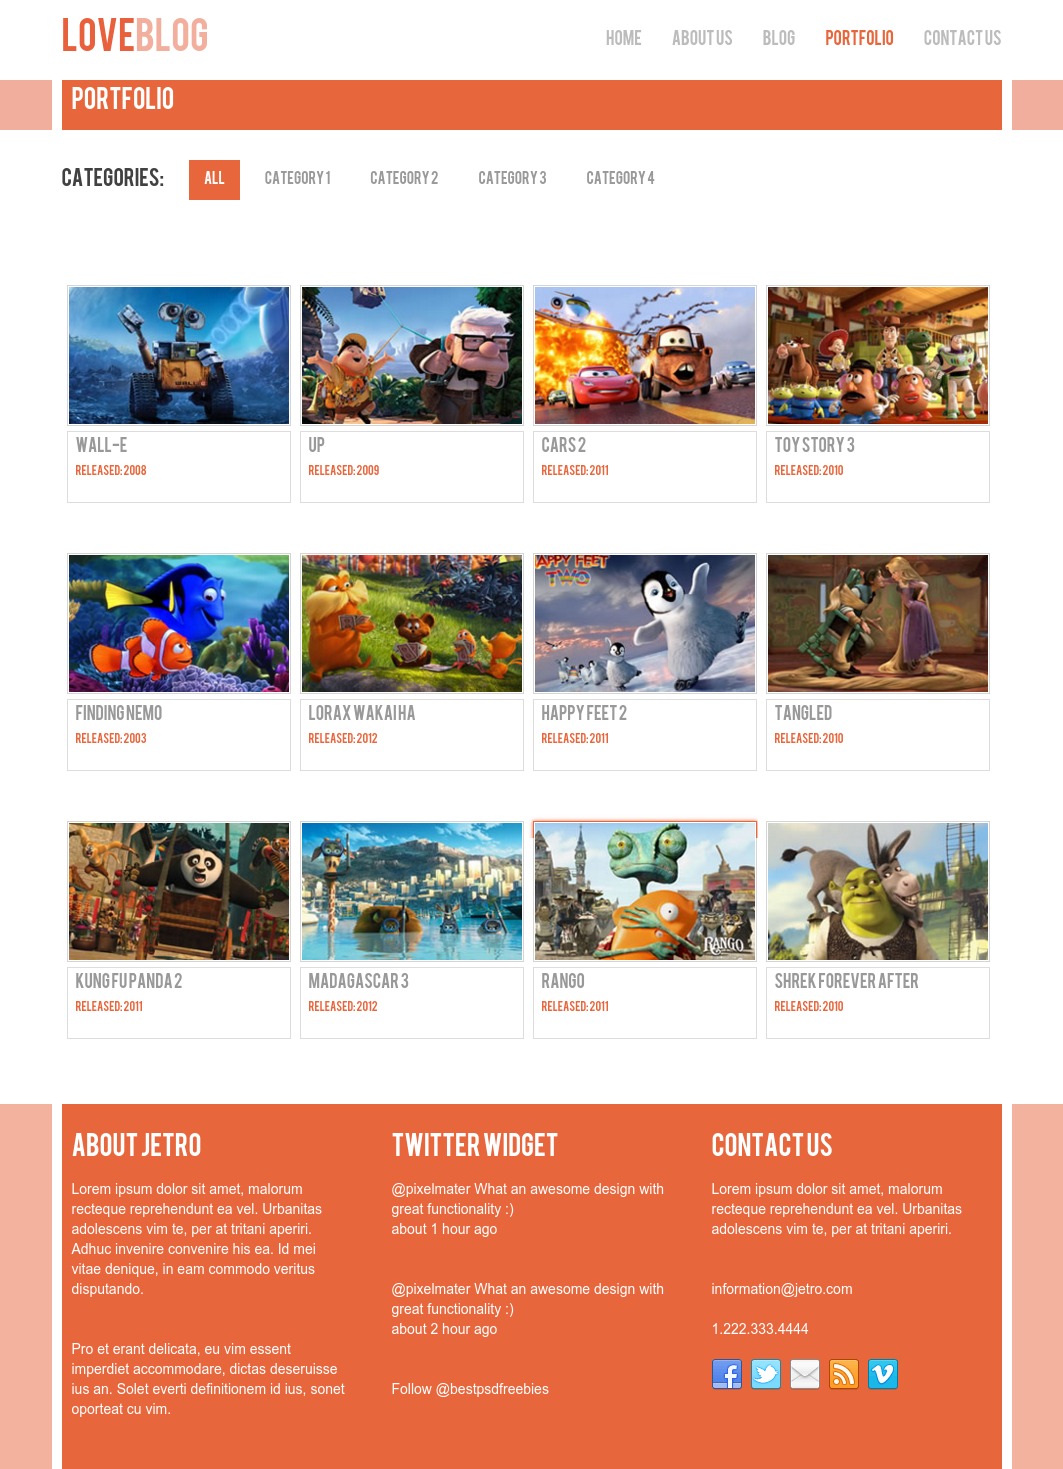 LOVEBLOG
HOME ABOUT US BLOG PORTFOLIO CONTACT US
PORTFOLIO
CATEGORIES: ALL CATEGORY 1 CATEGORY 2 CATEGORY 3 CATEGORY 4
WALL-E
RELEASED: 2008
UP
RELEASED: 2009
CARS 2
RELEASED: 2011
TOY STORY 3
RELEASED: 2010
APPY FEET
TWO
FINDING NEMO
RELEASED: 2003
LORAX WAKAI HA
RELEASED: 2012
HAPPY FEET 2
RELEASED: 2011
TANGLED
RELEASED: 2010
RANGO
KUNG FU PANDA 2
RELEASED: 2011
MADAGASCAR 3
RELEASED: 2012
RANGO
RELEASED: 2011
SHREK FOREVER AFTER
RELEASED: 2010
ABOUT JETRO
Lorem ipsum dolor sit amet, malorum
recteque reprehendunt ea vel. Urbanitas
adolescens vim te, per at tritani aperiri.
Adhuc invenire convenire his ea. Id mei
vitae denique, in eam commodo veritus
disputando.
Pro et erant delicata, eu vim essent
imperdiet accommodare, dictas deseruisse
ius an. Solet everti definitionem id ius, sonet
oporteat cu vim.
TWITTER WIDGET
@pixelmater What an awesome design with
great functionality :)
about 1 hour ago
@pixelmater What an awesome design with
great functionality :)
about 2 hour ago
Follow @bestpsdfreebies
CONTACT US
Lorem ipsum dolor sit amet, malorum
recteque reprehendunt ea vel. Urbanitas
adolescens vim te, per at tritani aperiri.
information@jetro.com
1.222.333.4444